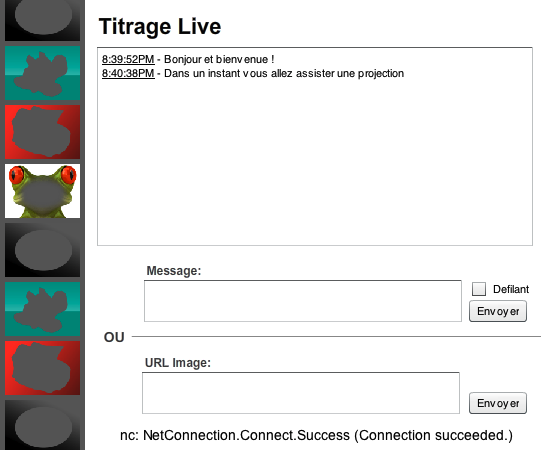 Titrage Live
8:39:52PM - Bonjour et bienvenue !
8:40:38PM - Dans un instant vous allez assister une projection
Message:
Defilant
Envoyer
OU
URL Image:
Envoyer
nc: NetConnection.Connect.Success (Connection succeeded.)